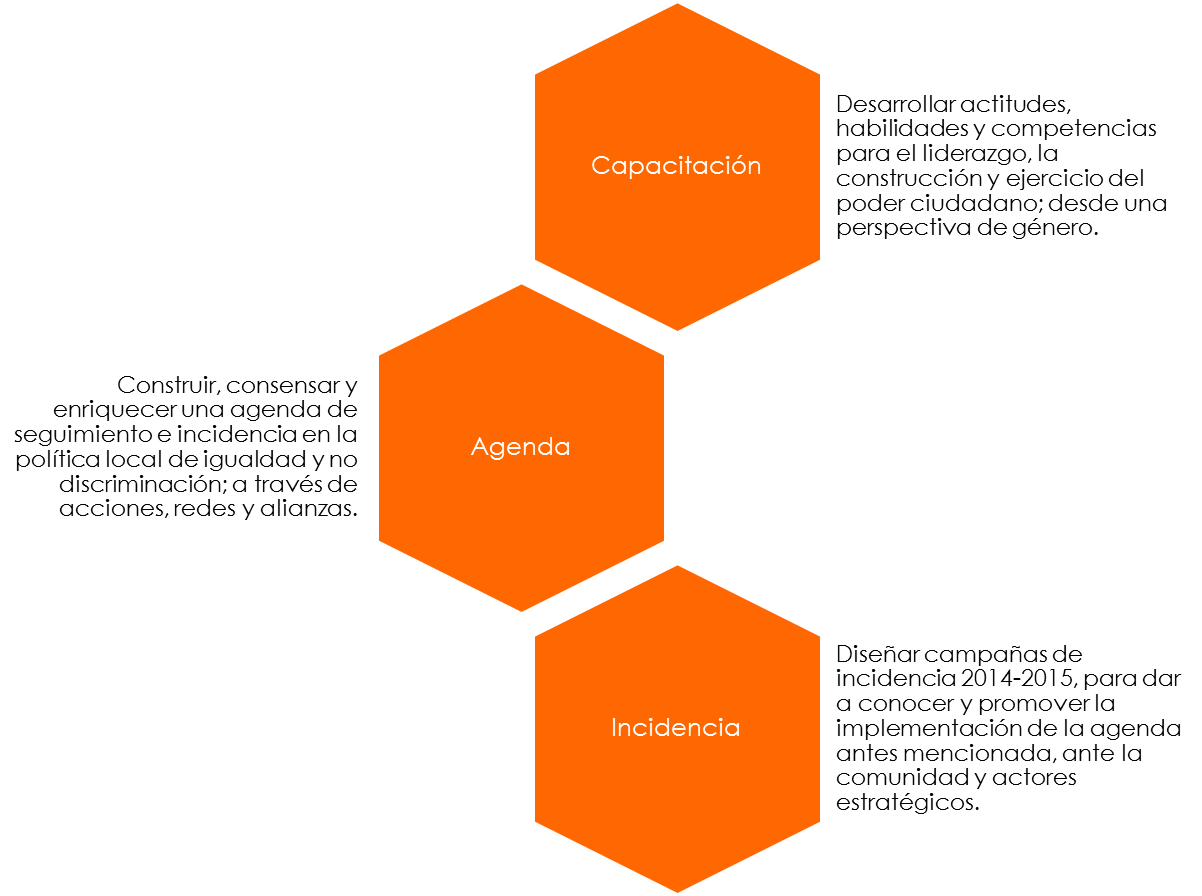 Capacitación
Desarrollar actitudes,
habilidades y competencias
para el liderazgo, la
construcción y ejercicio del
poder ciudadano; desde una
perspectiva de género.
Agenda
Construir, consensar y
enriquecer una agenda de
seguimiento e incidencia en la
política local de igualdad y no
discriminación; a través de
acciones, redes y alianzas.
Incidencia
Diseñar campañas de
incidencia 2014-2015, para dar
a conocer y promover la
implementación de la agenda
antes mencionada, ante la
comunidad y actores
estratégicos.